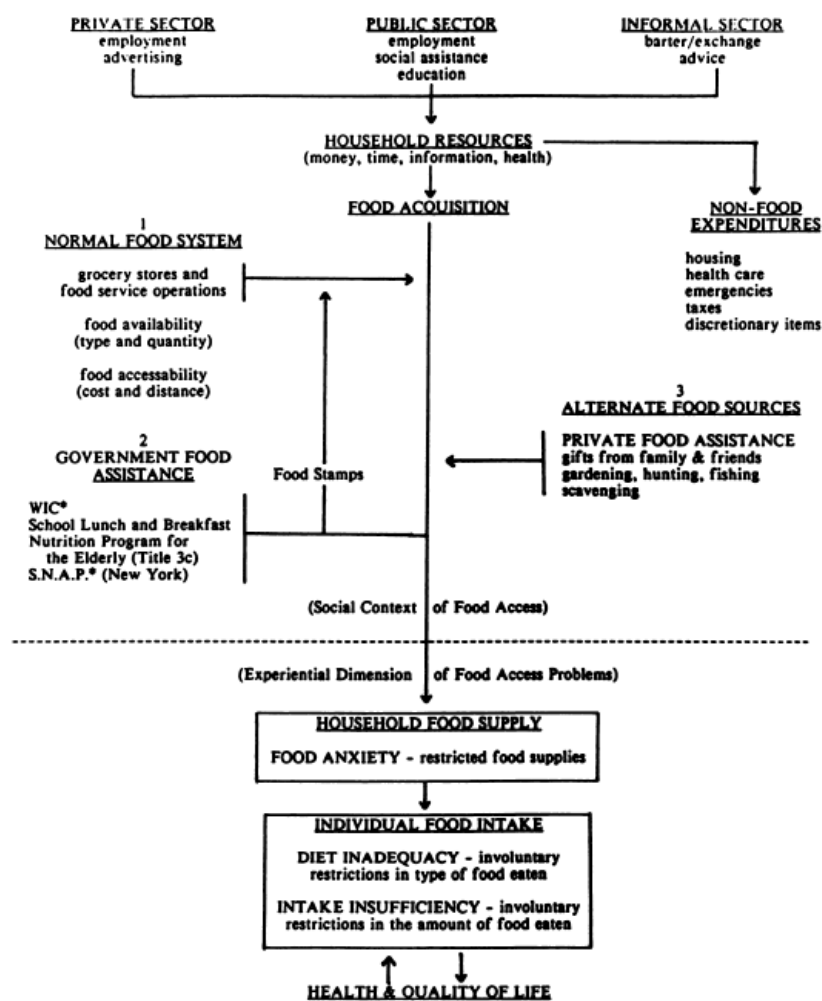 PRIVATE SECTOR
employment
advertising
PUBLIC SECTOR
employment
social assistance
education
INFORMAL SECTOR
barter/exchange
advice
HOUSEHOLD RESOURCES
(money, time, information, health)
FOOD ACQUISITION
NON-FOOD
EXPENDITURES
housing
health care
emergencies
taxes
discretionary items
1
NORMAL FOOD SYSTEM
grocery stores and
food service operations
food availability
(type and quantity)
food accessability
(cost and distance)
3
ALTERNATE FOOD SOURCES
PRIVATE FOOD ASSISTANCE
gifts from family & friends
gardening, hunting, fishing
scavenging
2
GOVERNMENT FOOD
ASSISTANCE
Food Stamps
WIC*
School Lunch and Breakfast
Nutrition Program for
the Elderly (Title 3c)
S.N.A.P.* (New York)
(Social Context of Food Access)
(Experiential Dimension of Food Access Problems)
HOUSEHOLD FOOD SUPPLY
FOOD ANXIETY - restricted food supplies
INDIVIDUAL FOOD INTAKE
DIET INADEQUACY - involuntary
restrictions in type of food eaten
INTAKE INSUFFICIENCY - involuntary
restrictions in the amount of food eaten
HEALTH & QUALITY OF LIFE